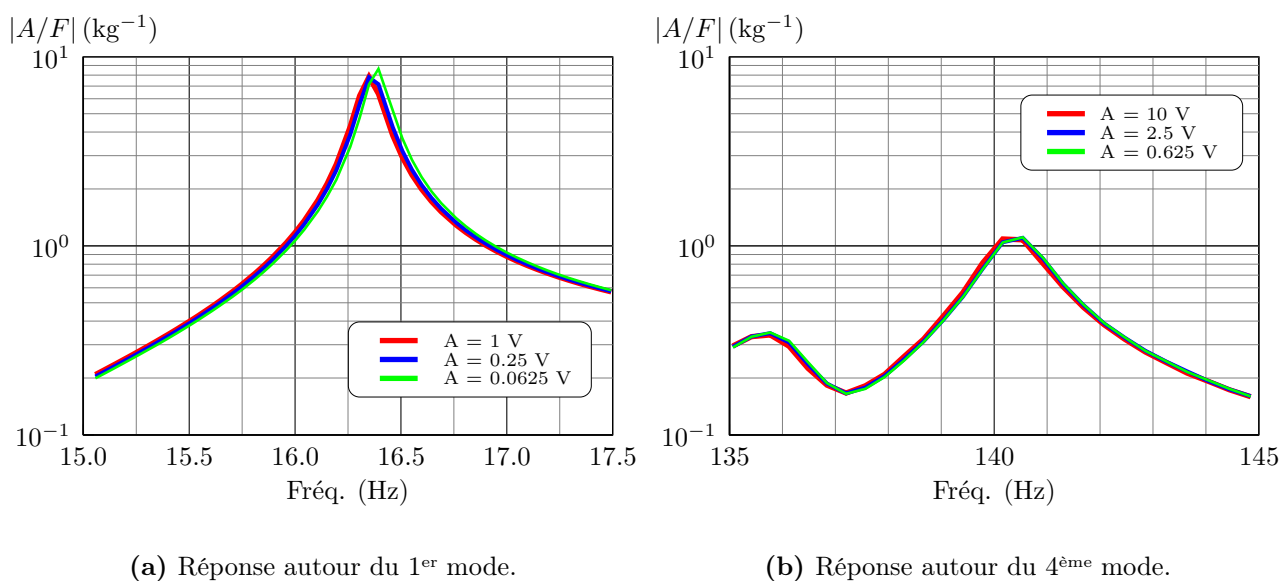 |A/F| (kg⁻¹)
10¹
10⁰
10⁻¹
15.0 15.5 16.0 16.5 17.0 17.5
Fréq. (Hz)
A = 1 V
A = 0.25 V
A = 0.0625 V
(a) Réponse autour du 1ᵉʳ mode.
|A/F| (kg⁻¹)
10¹
10⁰
10⁻¹
135 140 145
Fréq. (Hz)
A = 10 V
A = 2.5 V
A = 0.625 V
(b) Réponse autour du 4ᵉᵐᵉ mode.